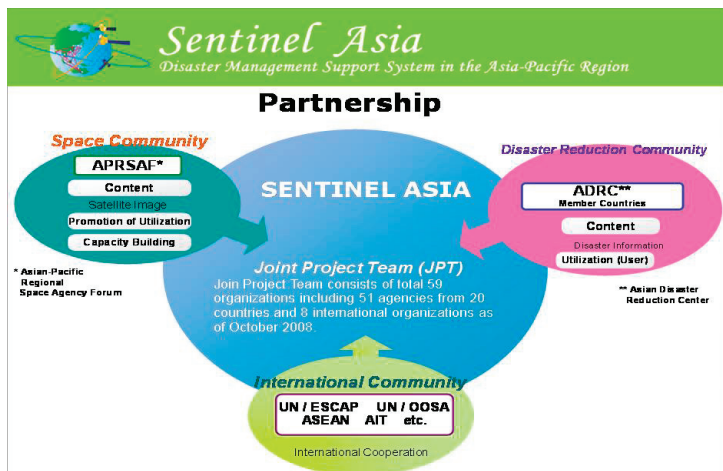 Sentinel Asia
Disaster Management Support System in the Asia-Pacific Region
Partnership
Space Community
APRSAF*
Content
Satellite Image
Promotion of Utilization
Capacity Building
* Asian-Pacific
Regional
Space Agency Forum
SENTINEL ASIA
Joint Project Team (JPT)
Join Project Team consists of total 59
organizations including 51 agencies from 20
countries and 8 international organizations as
of October 2008.
Disaster Reduction Community
ADRC**
Member Countries
Content
Disaster Information
Utilization (User)
** Asian Disaster
Reduction Center
International Community
UN / ESCAP UN / OOSA
ASEAN AIT etc.
International Cooperation